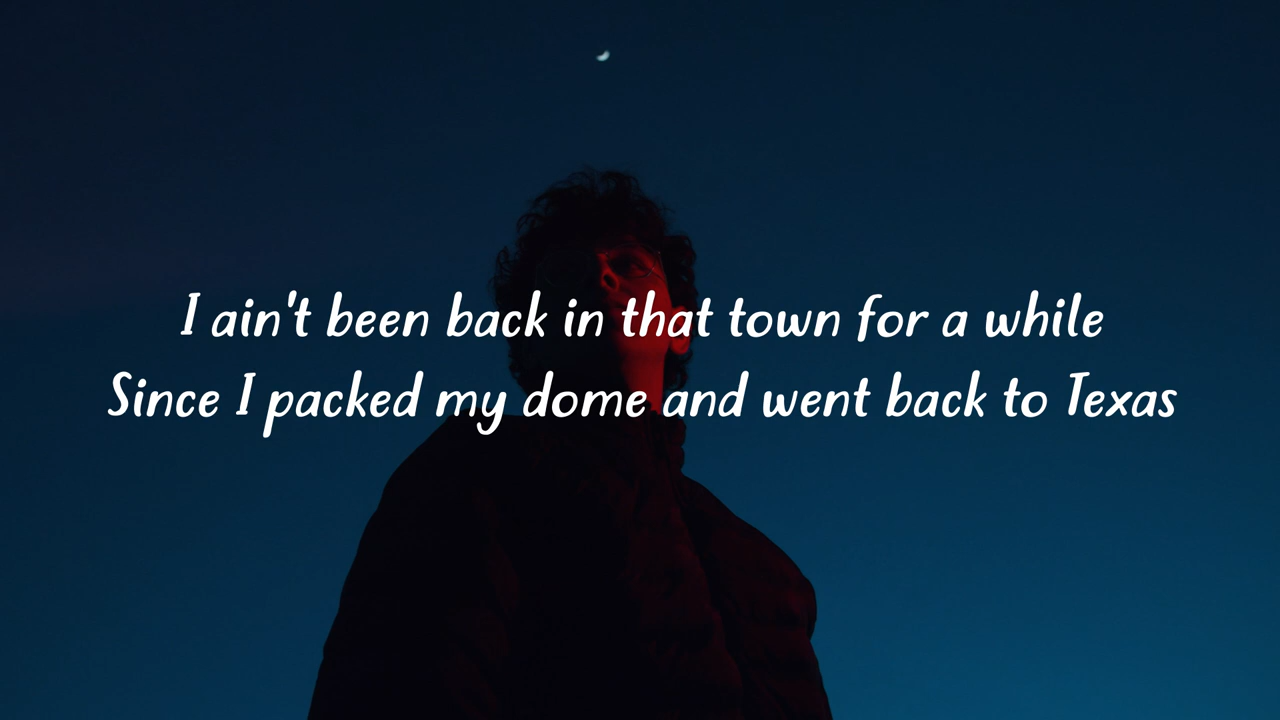 I ain't been back in that town for a while
Since I packed my dome and went back to Texas